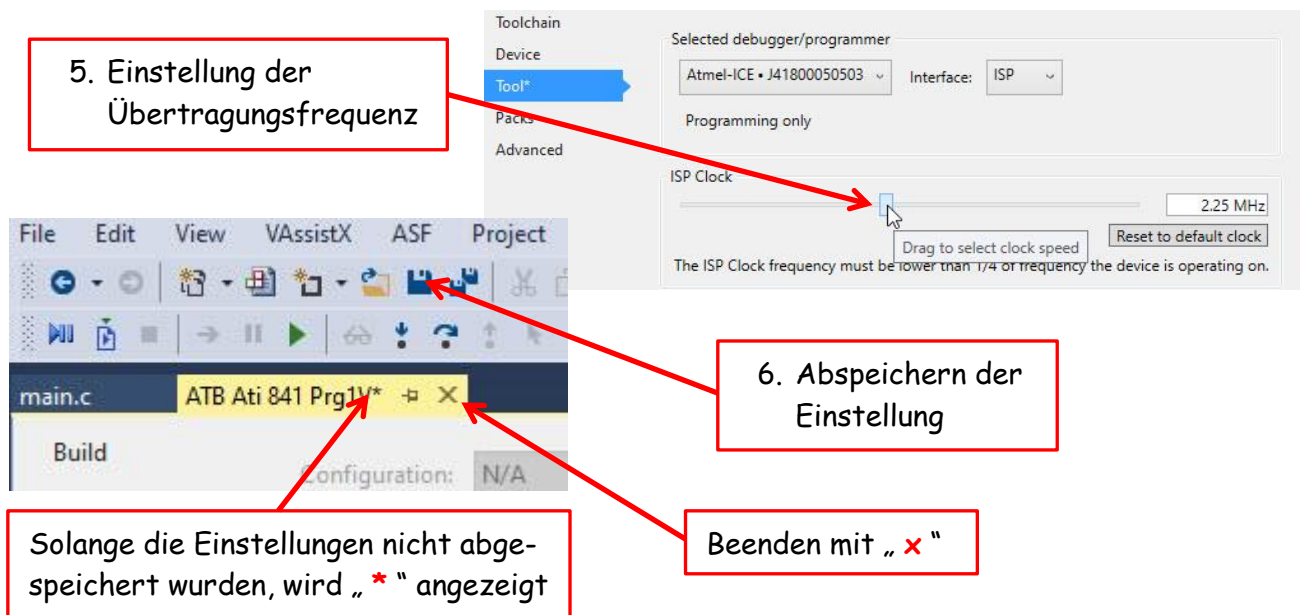 5. Einstellung der
Übertragungsfrequenz
Toolchain
Device
Tool*
Packs
Advanced
Selected debugger/programmer
Atmel-ICE • J41800050503 Interface: ISP
Programming only
ISP Clock
2.25 MHz
Reset to default clock
Drag to select clock speed
The ISP Clock frequency must be lower than 1/4 of frequency the device is operating on.
File Edit View VAssistX ASF Project
main.c ATB Ati 841 Prg1V*
Build
Configuration: N/A
6. Abspeichern der
Einstellung
Solange die Einstellungen nicht abge-
speichert wurden, wird „ * “ angezeigt
Beenden mit „ x “